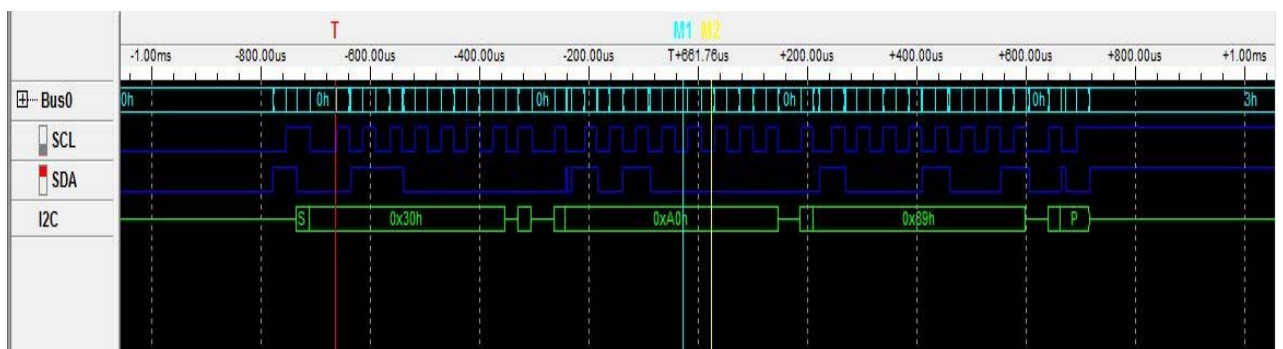 T M1 M2
-1.00ms -800.00us -600.00us -400.00us -200.00us T+661.76us +200.00us +400.00us +600.00us +800.00us +1.00ms
Bus0 0h 0h 0h 0h 0h 3h
SCL
SDA
I2C S 0x30h 0xA0h 0x89h P